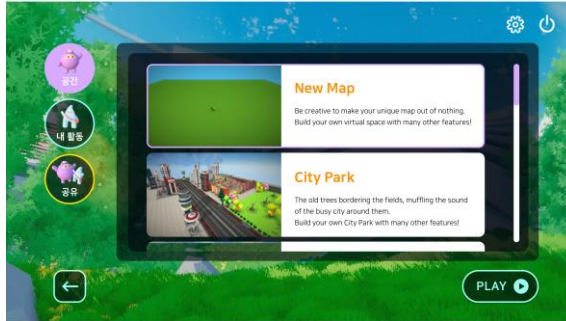 공간
내 활동
공유
New Map
Be creative to make your unique map out of nothing.
Build your own virtual space with many other features!
City Park
The old trees bordering the fields, muffling the sound
of the busy city around them.
Build your own City Park with many other features!
PLAY